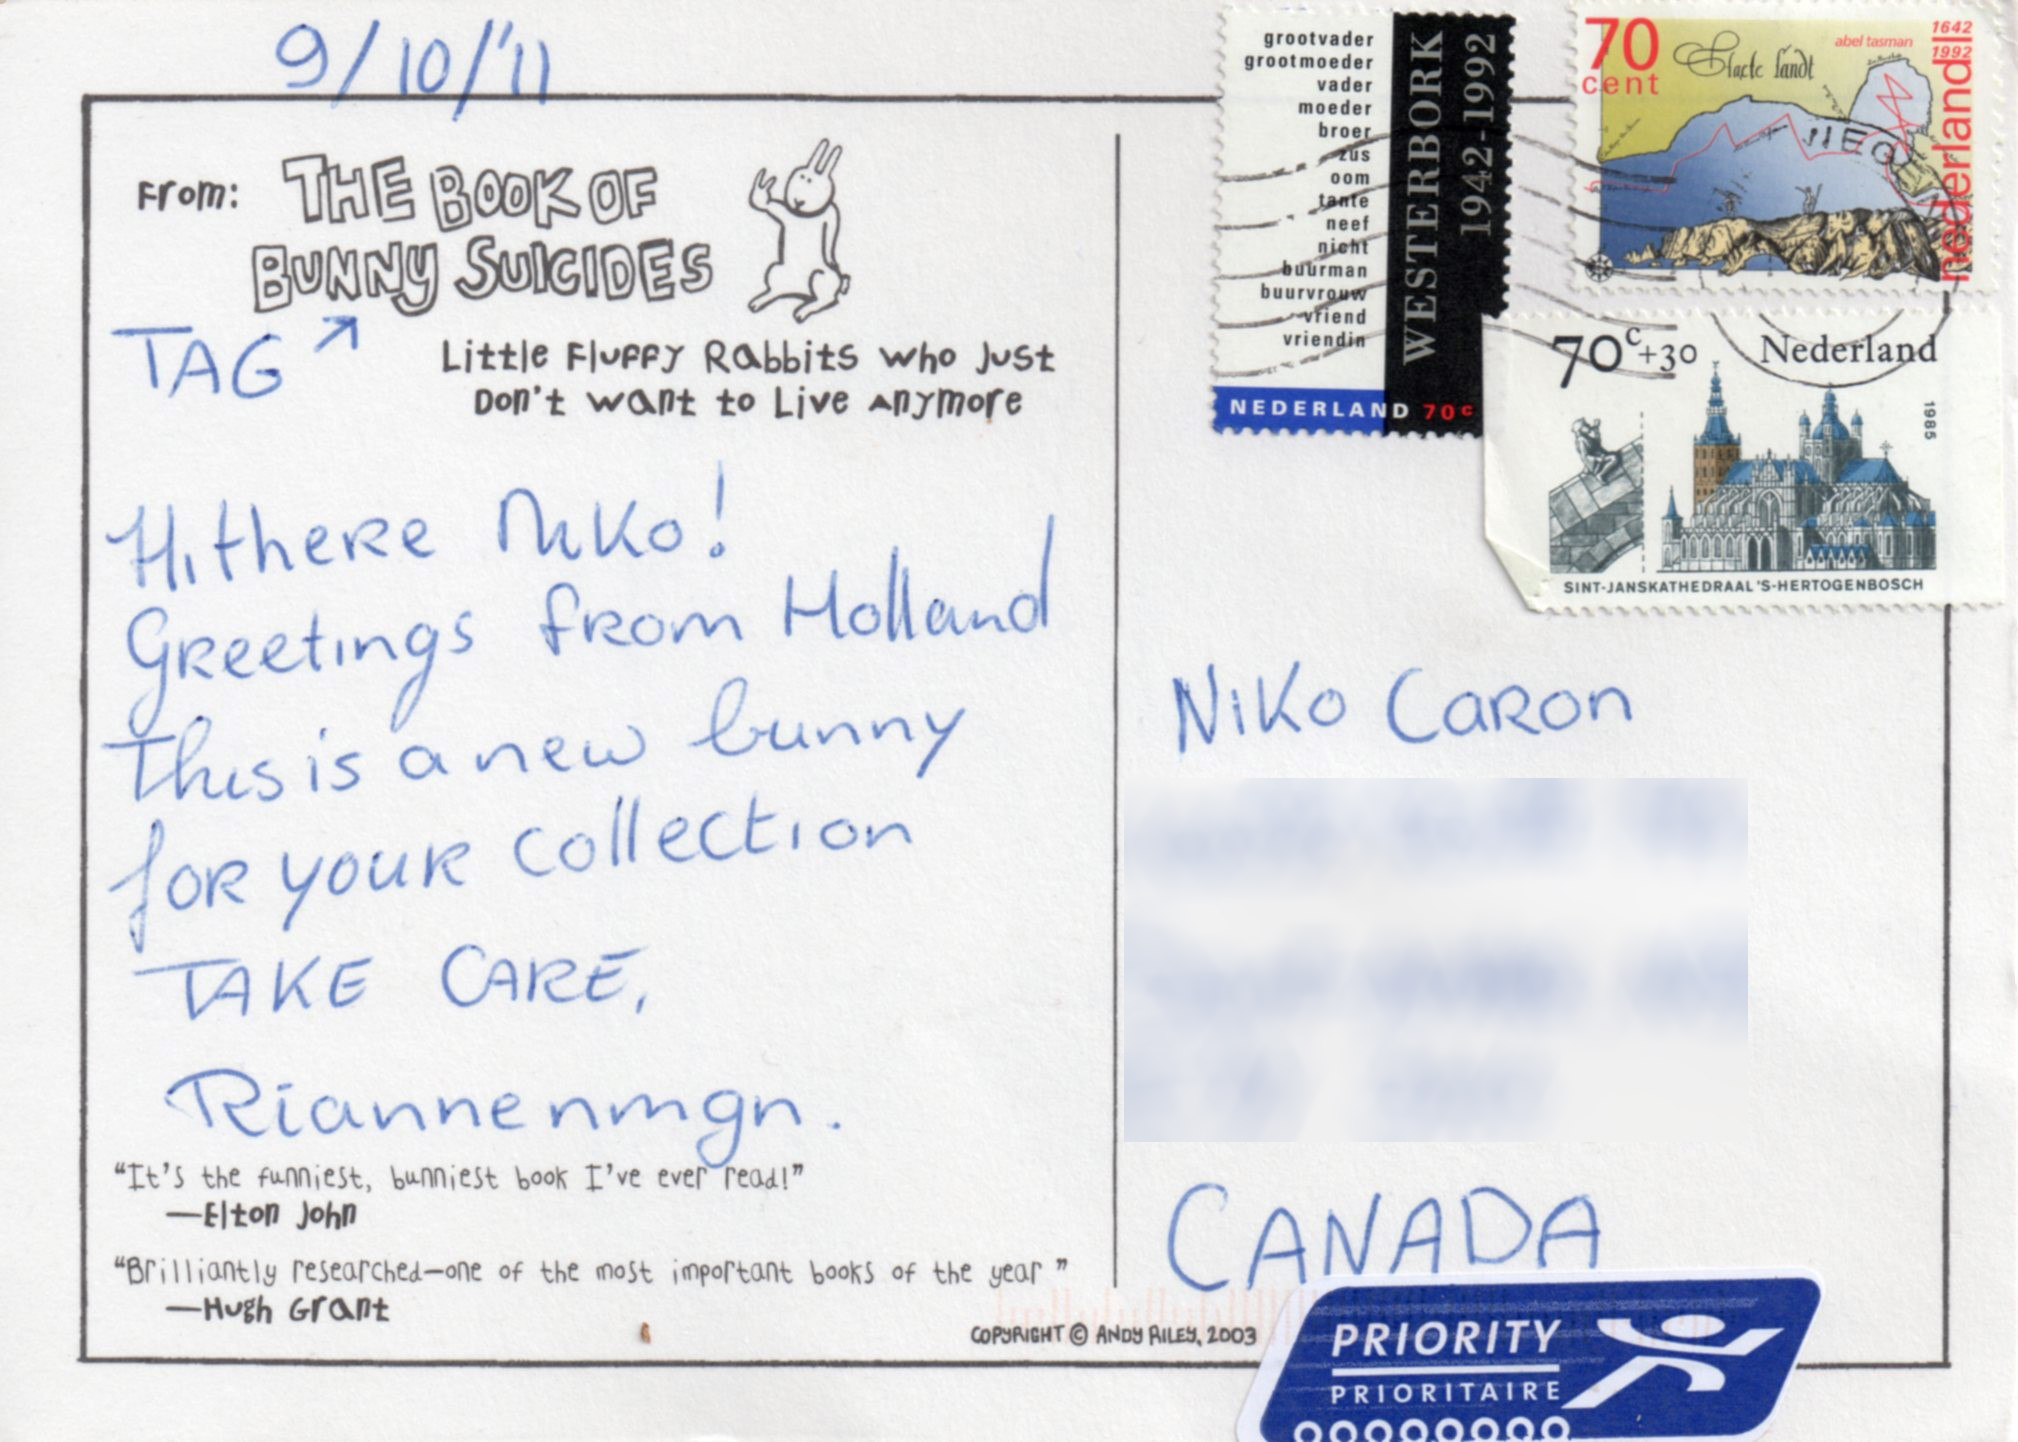 9/10/'11
From: THE BOOK OF
BUNNY SUICIDES
TAG
Little Fluffy Rabbits who Just
Don't want to Live Anymore
Hi there Niko!
Greetings from Holland
This is a new bunny
for your collection
TAKE CARE,
Riannenmgn.
"It's the funniest, bunniest book I've ever read!"
—Elton John
"Brilliantly researched—one of the most important books of the year"
—Hugh Grant
COPYRIGHT © ANDY RILEY, 2003
grootvader
grootmoeder
vader
moeder
broer
zus
oom
tante
neef
nicht
buurman
buurvrouw
vriend
vriendin
WESTERBORK
1942-1992
NEDERLAND 70c
70
cent
abel tasman
1642
1992
nederland
70c+30
Nederland
1985
SINT-JANSKATHEDRAAL 'S-HERTOGENBOSCH
Niko Caron
CANADA
PRIORITY
PRIORITAIRE